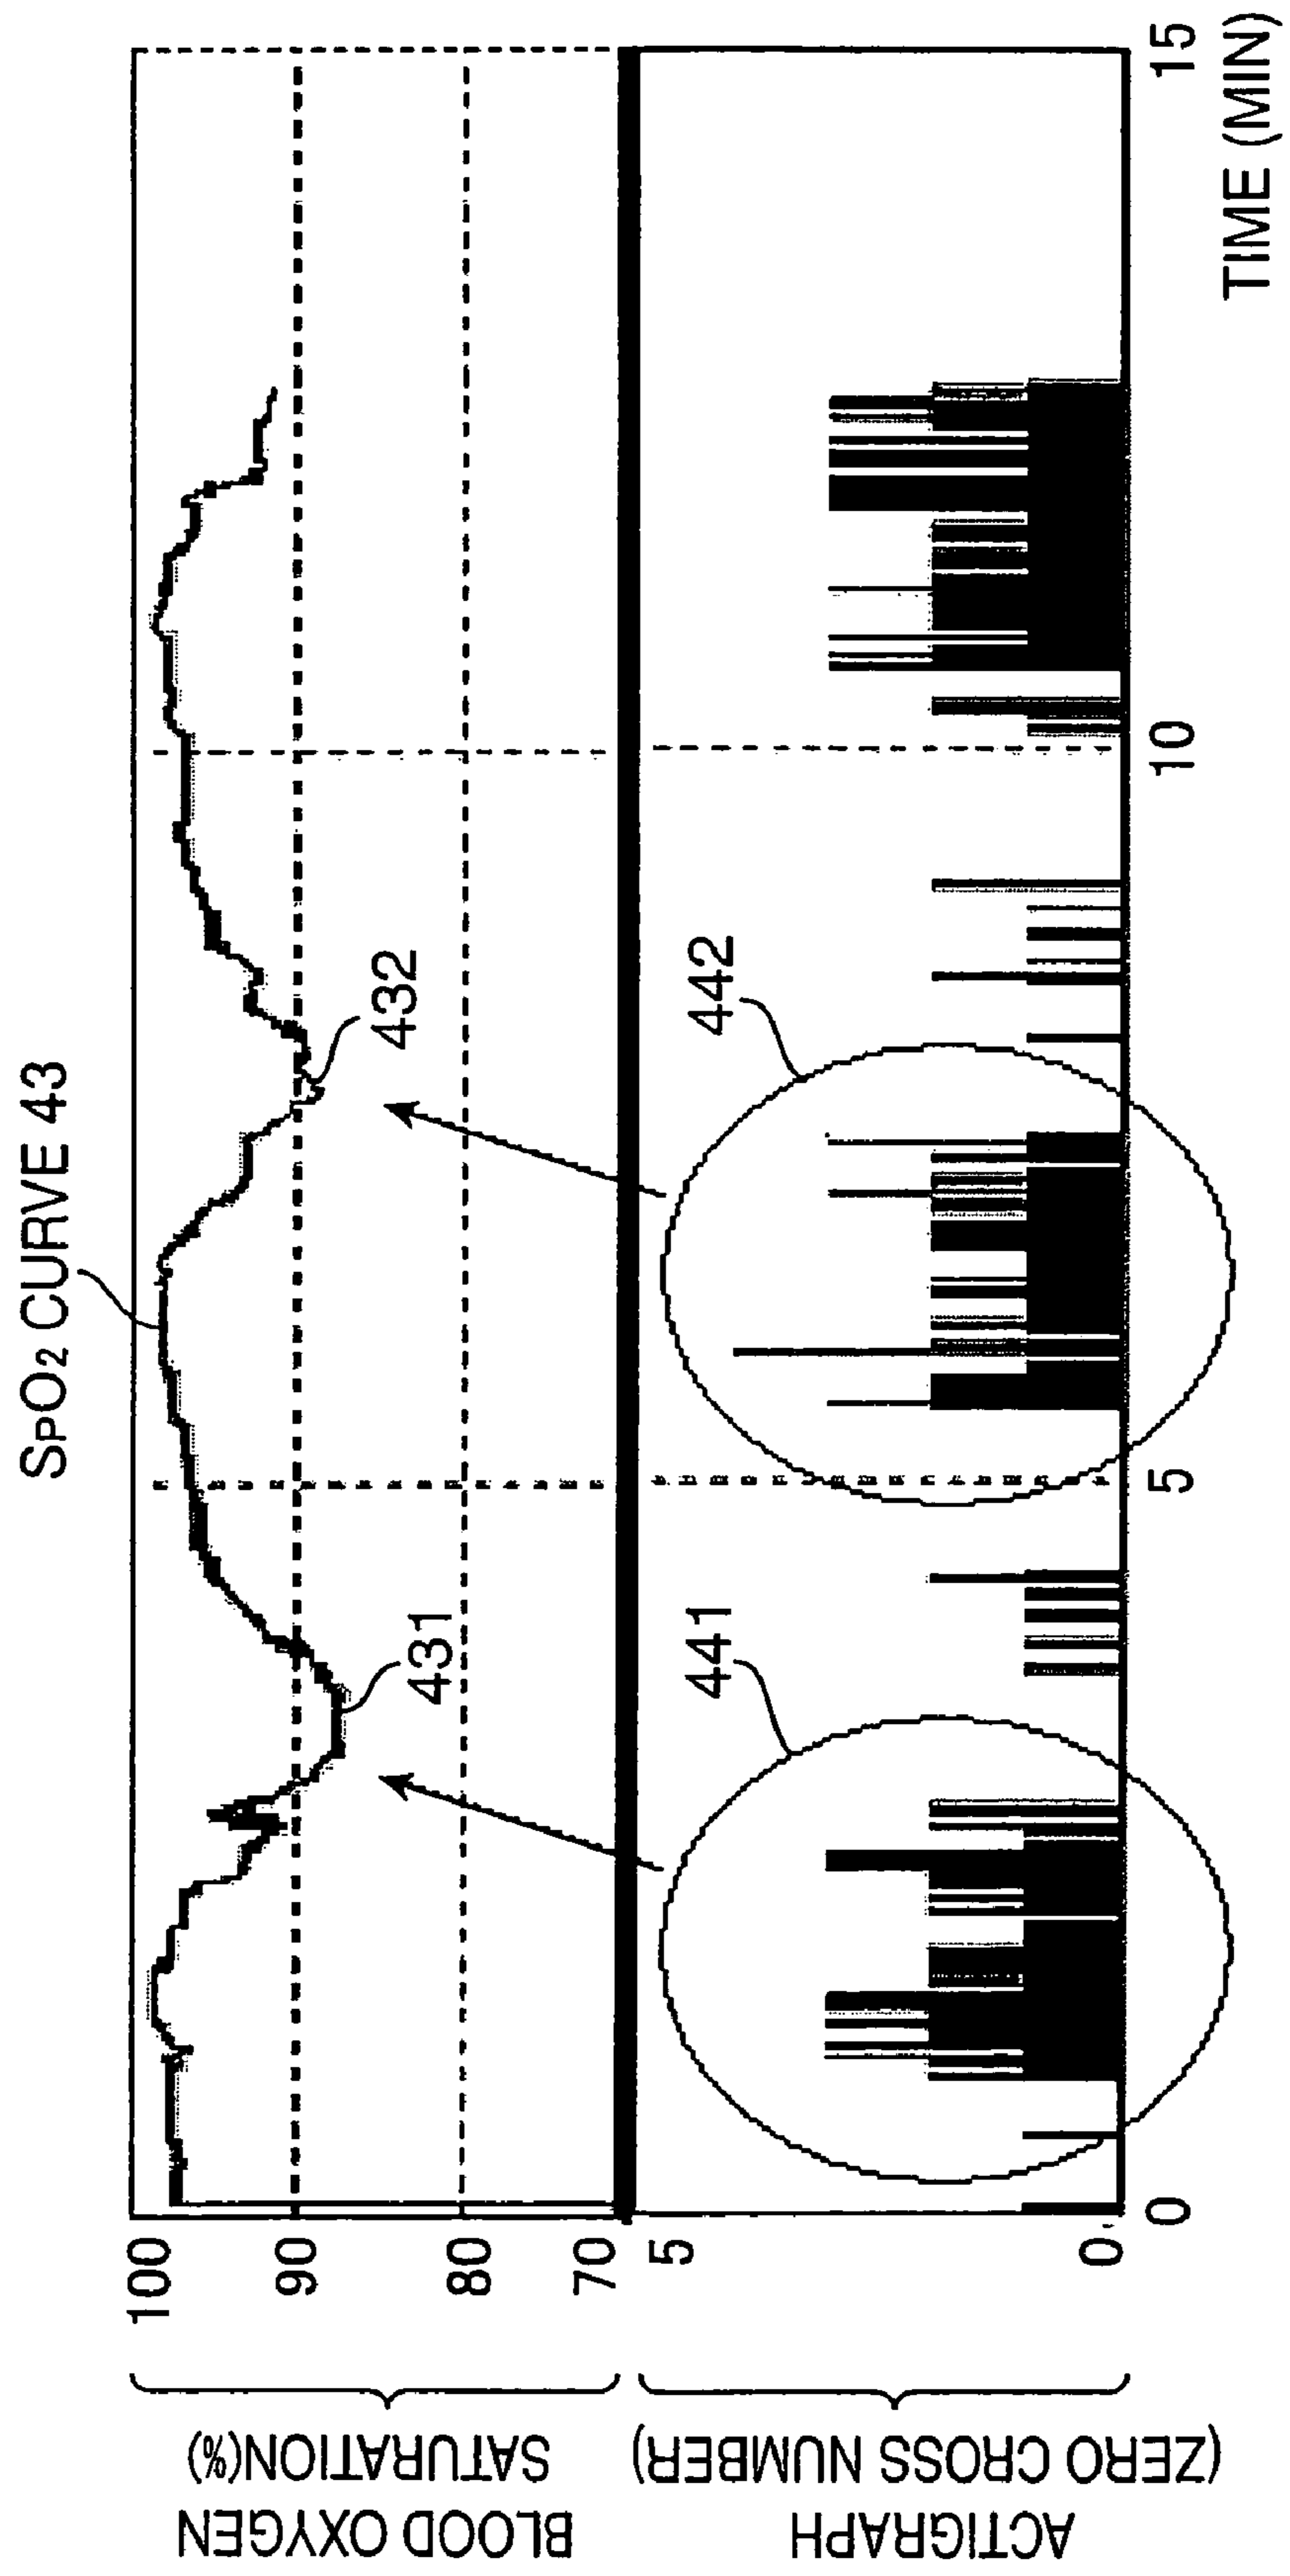 SPO2 CURVE 43
BLOOD OXYGEN
SATURATION(%)
100
90
80
70
431
432
ACTIGRAPH
(ZERO CROSS NUMBER)
5
0
441
442
0
5
10
15
TIME (MIN)